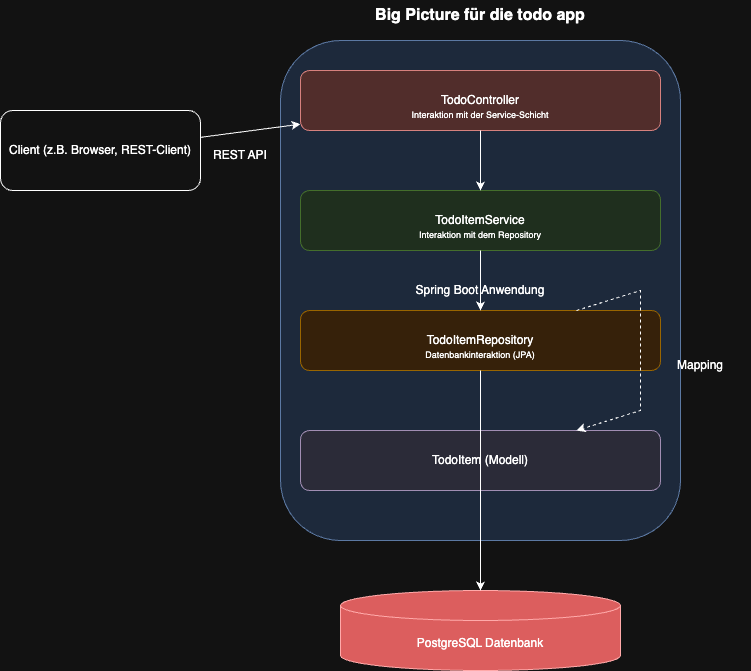 Big Picture für die todo app
TodoController
Interaktion mit der Service-Schicht
Client (z.B. Browser, REST-Client)
REST API
TodoItemService
Interaktion mit dem Repository
Spring Boot Anwendung
TodoItemRepository
Datenbankinteraktion (JPA)
Mapping
TodoItem (Modell)
PostgreSQL Datenbank